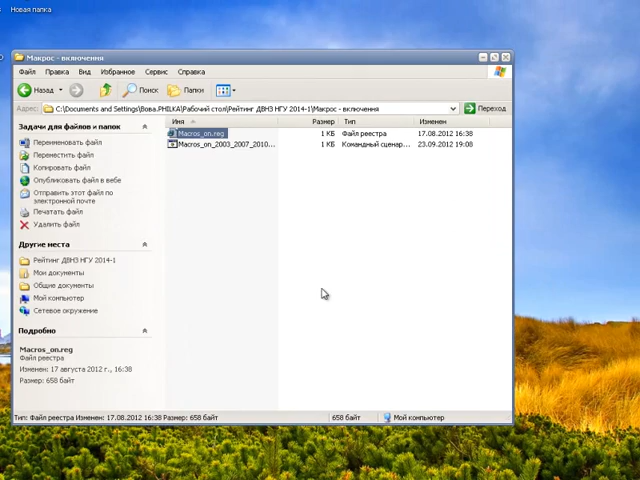 Новая папка
Макрос - включения
Файл Правка Вид Избранное Сервис Справка
Назад Поиск Папки
Адрес: C:\Documents and Settings\Вова.PHILKA\Рабочий стол\Рейтинг ДВНЗ НГУ 2014-1\Макрос - включения Переход
Задачи для файлов и папок
Переименовать файл
Переместить файл
Копировать файл
Опубликовать файл в вебе
Отправить этот файл по
электронной почте
Печатать файл
Удалить файл
Другие места
Рейтинг ДВНЗ НГУ 2014-1
Мои документы
Общие документы
Мой компьютер
Сетевое окружение
Подробно
Macros_on.reg
Файл реестра
Изменен: 17 августа 2012 г., 16:38
Размер: 658 байт
Имя Размер Тип Изменен
Macros_on.reg 1 КБ Файл реестра 17.08.2012 16:38
Macros_on_2003_2007_2010... 1 КБ Командный сценар... 23.09.2012 19:08
Тип: Файл реестра Изменен: 17.08.2012 16:38 Размер: 658 байт 658 байт Мой компьютер